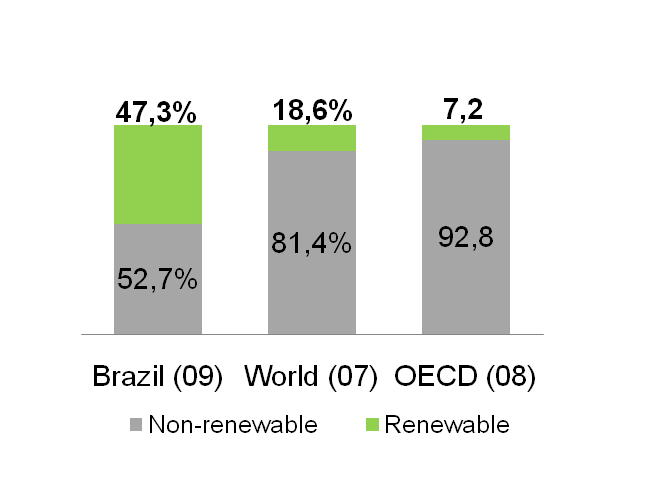 47,3% 18,6% 7,2
52,7% 81,4% 92,8
Brazil (09) World (07) OECD (08)
Non-renewable Renewable